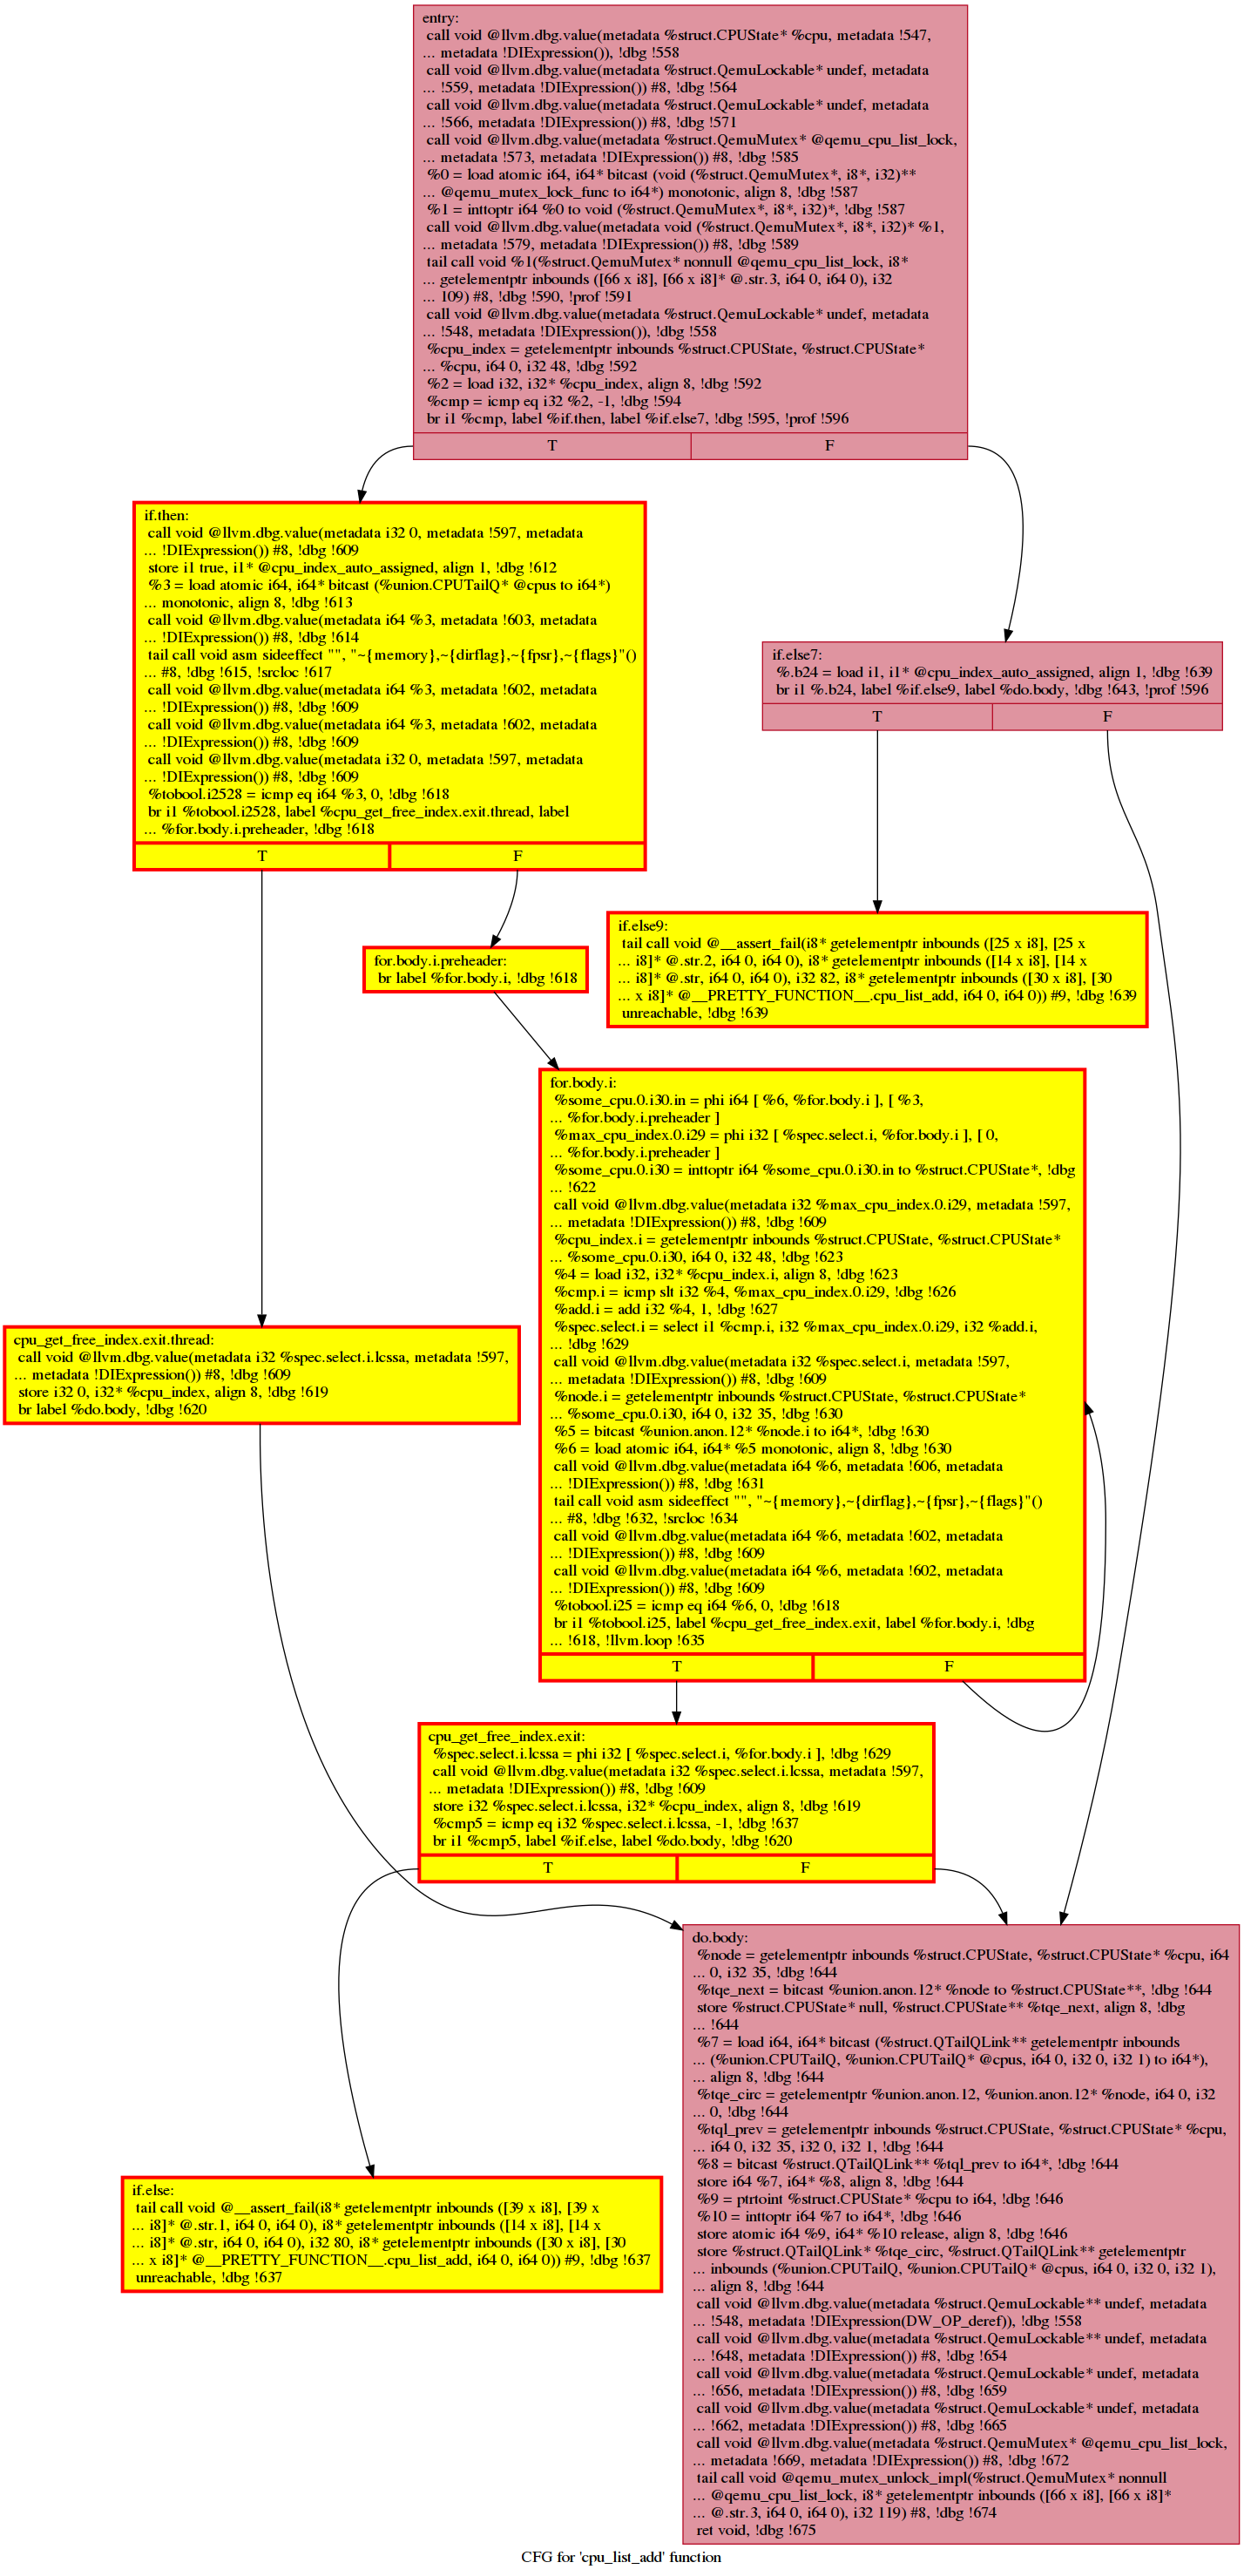 entry:
call void @llvm.dbg.value(metadata %struct.CPUState* %cpu, metadata !547,
... metadata !DIExpression()), !dbg !558
call void @llvm.dbg.value(metadata %struct.QemuLockable* undef, metadata
... !559, metadata !DIExpression()) #8, !dbg !564
call void @llvm.dbg.value(metadata %struct.QemuLockable* undef, metadata
... !566, metadata !DIExpression()) #8, !dbg !571
call void @llvm.dbg.value(metadata %struct.QemuMutex* @qemu_cpu_list_lock,
... metadata !573, metadata !DIExpression()) #8, !dbg !585
%0 = load atomic i64, i64* bitcast (void (%struct.QemuMutex*, i8*, i32)**
... @qemu_mutex_lock_func to i64*) monotonic, align 8, !dbg !587
%1 = inttoptr i64 %0 to void (%struct.QemuMutex*, i8*, i32)*, !dbg !587
call void @llvm.dbg.value(metadata void (%struct.QemuMutex*, i8*, i32)* %1,
... metadata !579, metadata !DIExpression()) #8, !dbg !589
tail call void %1(%struct.QemuMutex* nonnull @qemu_cpu_list_lock, i8*
... getelementptr inbounds ([66 x i8], [66 x i8]* @.str.3, i64 0, i64 0), i32
... 109) #8, !dbg !590, !prof !591
call void @llvm.dbg.value(metadata %struct.QemuLockable* undef, metadata
... !548, metadata !DIExpression()), !dbg !558
%cpu_index = getelementptr inbounds %struct.CPUState, %struct.CPUState*
... %cpu, i64 0, i32 48, !dbg !592
%2 = load i32, i32* %cpu_index, align 8, !dbg !592
%cmp = icmp eq i32 %2, -1, !dbg !594
br i1 %cmp, label %if.then, label %if.else7, !dbg !595, !prof !596
T F
if.then:
call void @llvm.dbg.value(metadata i32 0, metadata !597, metadata
... !DIExpression()) #8, !dbg !609
store i1 true, i1* @cpu_index_auto_assigned, align 1, !dbg !612
%3 = load atomic i64, i64* bitcast (%union.CPUTailQ* @cpus to i64*)
... monotonic, align 8, !dbg !613
call void @llvm.dbg.value(metadata i64 %3, metadata !603, metadata
... !DIExpression()) #8, !dbg !614
tail call void asm sideeffect "", "~{memory},~{dirflag},~{fpsr},~{flags}"()
... #8, !dbg !615, !srcloc !617
call void @llvm.dbg.value(metadata i64 %3, metadata !602, metadata
... !DIExpression()) #8, !dbg !609
call void @llvm.dbg.value(metadata i64 %3, metadata !602, metadata
... !DIExpression()) #8, !dbg !609
call void @llvm.dbg.value(metadata i32 0, metadata !597, metadata
... !DIExpression()) #8, !dbg !609
%tobool.i2528 = icmp eq i64 %3, 0, !dbg !618
br i1 %tobool.i2528, label %cpu_get_free_index.exit.thread, label
... %for.body.i.preheader, !dbg !618
T F
if.else7:
%.b24 = load i1, i1* @cpu_index_auto_assigned, align 1, !dbg !639
br i1 %.b24, label %if.else9, label %do.body, !dbg !643, !prof !596
T F
if.else9:
tail call void @__assert_fail(i8* getelementptr inbounds ([25 x i8], [25 x
... i8]* @.str.2, i64 0, i64 0), i8* getelementptr inbounds ([14 x i8], [14 x
... i8]* @.str, i64 0, i64 0), i32 82, i8* getelementptr inbounds ([30 x i8], [30
... x i8]* @__PRETTY_FUNCTION__.cpu_list_add, i64 0, i64 0)) #9, !dbg !639
unreachable, !dbg !639
for.body.i.preheader:
br label %for.body.i, !dbg !618
for.body.i:
%some_cpu.0.i30.in = phi i64 [ %6, %for.body.i ], [ %3,
... %for.body.i.preheader ]
%max_cpu_index.0.i29 = phi i32 [ %spec.select.i, %for.body.i ], [ 0,
... %for.body.i.preheader ]
%some_cpu.0.i30 = inttoptr i64 %some_cpu.0.i30.in to %struct.CPUState*, !dbg
... !622
call void @llvm.dbg.value(metadata i32 %max_cpu_index.0.i29, metadata !597,
... metadata !DIExpression()) #8, !dbg !609
%cpu_index.i = getelementptr inbounds %struct.CPUState, %struct.CPUState*
... %some_cpu.0.i30, i64 0, i32 48, !dbg !623
%4 = load i32, i32* %cpu_index.i, align 8, !dbg !623
%cmp.i = icmp slt i32 %4, %max_cpu_index.0.i29, !dbg !626
%add.i = add i32 %4, 1, !dbg !627
%spec.select.i = select i1 %cmp.i, i32 %max_cpu_index.0.i29, i32 %add.i,
... !dbg !629
call void @llvm.dbg.value(metadata i32 %spec.select.i, metadata !597,
... metadata !DIExpression()) #8, !dbg !609
%node.i = getelementptr inbounds %struct.CPUState, %struct.CPUState*
... %some_cpu.0.i30, i64 0, i32 35, !dbg !630
%5 = bitcast %union.anon.12* %node.i to i64*, !dbg !630
%6 = load atomic i64, i64* %5 monotonic, align 8, !dbg !630
call void @llvm.dbg.value(metadata i64 %6, metadata !606, metadata
... !DIExpression()) #8, !dbg !631
tail call void asm sideeffect "", "~{memory},~{dirflag},~{fpsr},~{flags}"()
... #8, !dbg !632, !srcloc !634
call void @llvm.dbg.value(metadata i64 %6, metadata !602, metadata
... !DIExpression()) #8, !dbg !609
call void @llvm.dbg.value(metadata i64 %6, metadata !602, metadata
... !DIExpression()) #8, !dbg !609
%tobool.i25 = icmp eq i64 %6, 0, !dbg !618
br i1 %tobool.i25, label %cpu_get_free_index.exit, label %for.body.i, !dbg
... !618, !llvm.loop !635
T F
cpu_get_free_index.exit.thread:
call void @llvm.dbg.value(metadata i32 %spec.select.i.lcssa, metadata !597,
... metadata !DIExpression()) #8, !dbg !609
store i32 0, i32* %cpu_index, align 8, !dbg !619
br label %do.body, !dbg !620
cpu_get_free_index.exit:
%spec.select.i.lcssa = phi i32 [ %spec.select.i, %for.body.i ], !dbg !629
call void @llvm.dbg.value(metadata i32 %spec.select.i.lcssa, metadata !597,
... metadata !DIExpression()) #8, !dbg !609
store i32 %spec.select.i.lcssa, i32* %cpu_index, align 8, !dbg !619
%cmp5 = icmp eq i32 %spec.select.i.lcssa, -1, !dbg !637
br i1 %cmp5, label %if.else, label %do.body, !dbg !620
T F
do.body:
%node = getelementptr inbounds %struct.CPUState, %struct.CPUState* %cpu, i64
... 0, i32 35, !dbg !644
%tqe_next = bitcast %union.anon.12* %node to %struct.CPUState**, !dbg !644
store %struct.CPUState* null, %struct.CPUState** %tqe_next, align 8, !dbg
... !644
%7 = load i64, i64* bitcast (%struct.QTailQLink** getelementptr inbounds
... (%union.CPUTailQ, %union.CPUTailQ* @cpus, i64 0, i32 0, i32 1) to i64*),
... align 8, !dbg !644
%tqe_circ = getelementptr %union.anon.12, %union.anon.12* %node, i64 0, i32
... 0, !dbg !644
%tql_prev = getelementptr inbounds %struct.CPUState, %struct.CPUState* %cpu,
... i64 0, i32 35, i32 0, i32 1, !dbg !644
%8 = bitcast %struct.QTailQLink** %tql_prev to i64*, !dbg !644
store i64 %7, i64* %8, align 8, !dbg !644
%9 = ptrtoint %struct.CPUState* %cpu to i64, !dbg !646
%10 = inttoptr i64 %7 to i64*, !dbg !646
store atomic i64 %9, i64* %10 release, align 8, !dbg !646
store %struct.QTailQLink* %tqe_circ, %struct.QTailQLink** getelementptr
... inbounds (%union.CPUTailQ, %union.CPUTailQ* @cpus, i64 0, i32 0, i32 1),
... align 8, !dbg !644
call void @llvm.dbg.value(metadata %struct.QemuLockable** undef, metadata
... !548, metadata !DIExpression(DW_OP_deref)), !dbg !558
call void @llvm.dbg.value(metadata %struct.QemuLockable** undef, metadata
... !648, metadata !DIExpression()) #8, !dbg !654
call void @llvm.dbg.value(metadata %struct.QemuLockable* undef, metadata
... !656, metadata !DIExpression()) #8, !dbg !659
call void @llvm.dbg.value(metadata %struct.QemuLockable* undef, metadata
... !662, metadata !DIExpression()) #8, !dbg !665
call void @llvm.dbg.value(metadata %struct.QemuMutex* @qemu_cpu_list_lock,
... metadata !669, metadata !DIExpression()) #8, !dbg !672
tail call void @qemu_mutex_unlock_impl(%struct.QemuMutex* nonnull
... @qemu_cpu_list_lock, i8* getelementptr inbounds ([66 x i8], [66 x i8]*
... @.str.3, i64 0, i64 0), i32 119) #8, !dbg !674
ret void, !dbg !675
if.else:
tail call void @__assert_fail(i8* getelementptr inbounds ([39 x i8], [39 x
... i8]* @.str.1, i64 0, i64 0), i8* getelementptr inbounds ([14 x i8], [14 x
... i8]* @.str, i64 0, i64 0), i32 80, i8* getelementptr inbounds ([30 x i8], [30
... x i8]* @__PRETTY_FUNCTION__.cpu_list_add, i64 0, i64 0)) #9, !dbg !637
unreachable, !dbg !637
CFG for 'cpu_list_add' function